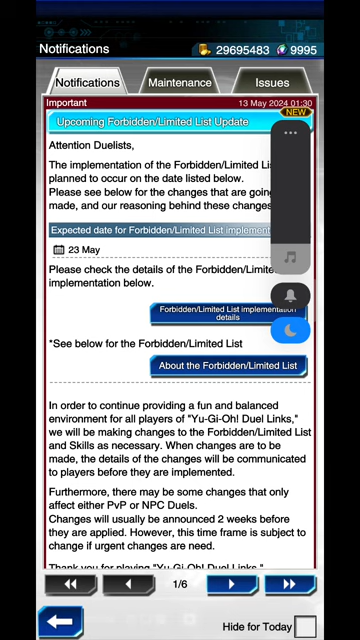 Notifications
29695483
9995
Notifications
Maintenance
Issues
Important
13 May 2024 01:30
NEW
Upcoming Forbidden/Limited List Update
Attention Duelists,
The implementation of the Forbidden/Limited
planned to occur on the date listed below.
Please see below for the changes that are
made, and our reasoning behind these changes
Expected date for Forbidden/Limited List
23 May
Please check the details of the
implementation below.
Forbidden/Limited List implementation
details
*See below for the Forbidden/Limited List
About the Forbidden/Limited List
In order to continue providing a fun and balanced
environment for all players of "Yu-Gi-Oh! Duel Links,"
we will be making changes to the Forbidden/Limited List
and Skills as necessary. When changes are to be
made, the details of the changes will be communicated
to players before they are implemented.
Furthermore, there may be some changes that only
affect either PvP or NPC Duels.
Changes will usually be announced 2 weeks before
they are applied. However, this time frame is subject to
change if urgent changes are need.
Thank you for playing "Yu-Gi-Oh! Duel Links."
1/6
Hide for Today